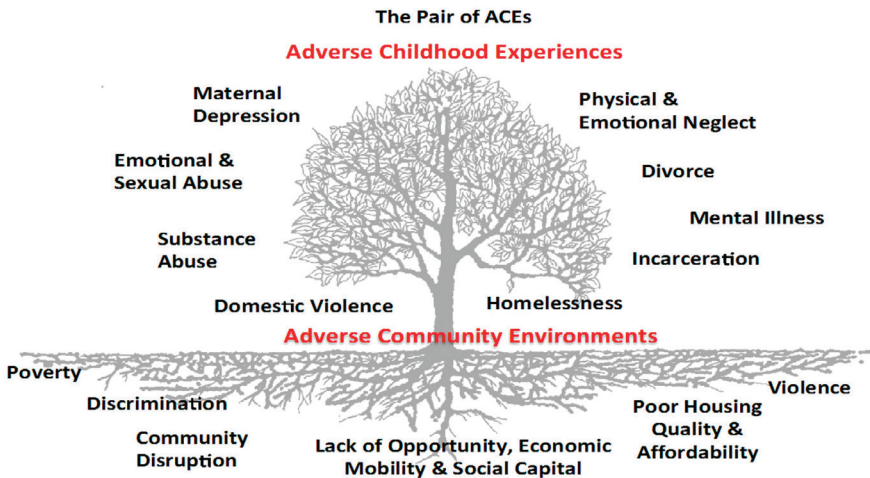 The Pair of ACEs
Adverse Childhood Experiences
Maternal
Depression
Physical &
Emotional Neglect
Emotional &
Sexual Abuse
Divorce
Mental Illness
Substance
Abuse
Incarceration
Domestic Violence
Homelessness
Adverse Community Environments
Poverty
Violence
Discrimination
Poor Housing
Quality &
Affordability
Community
Disruption
Lack of Opportunity, Economic
Mobility & Social Capital